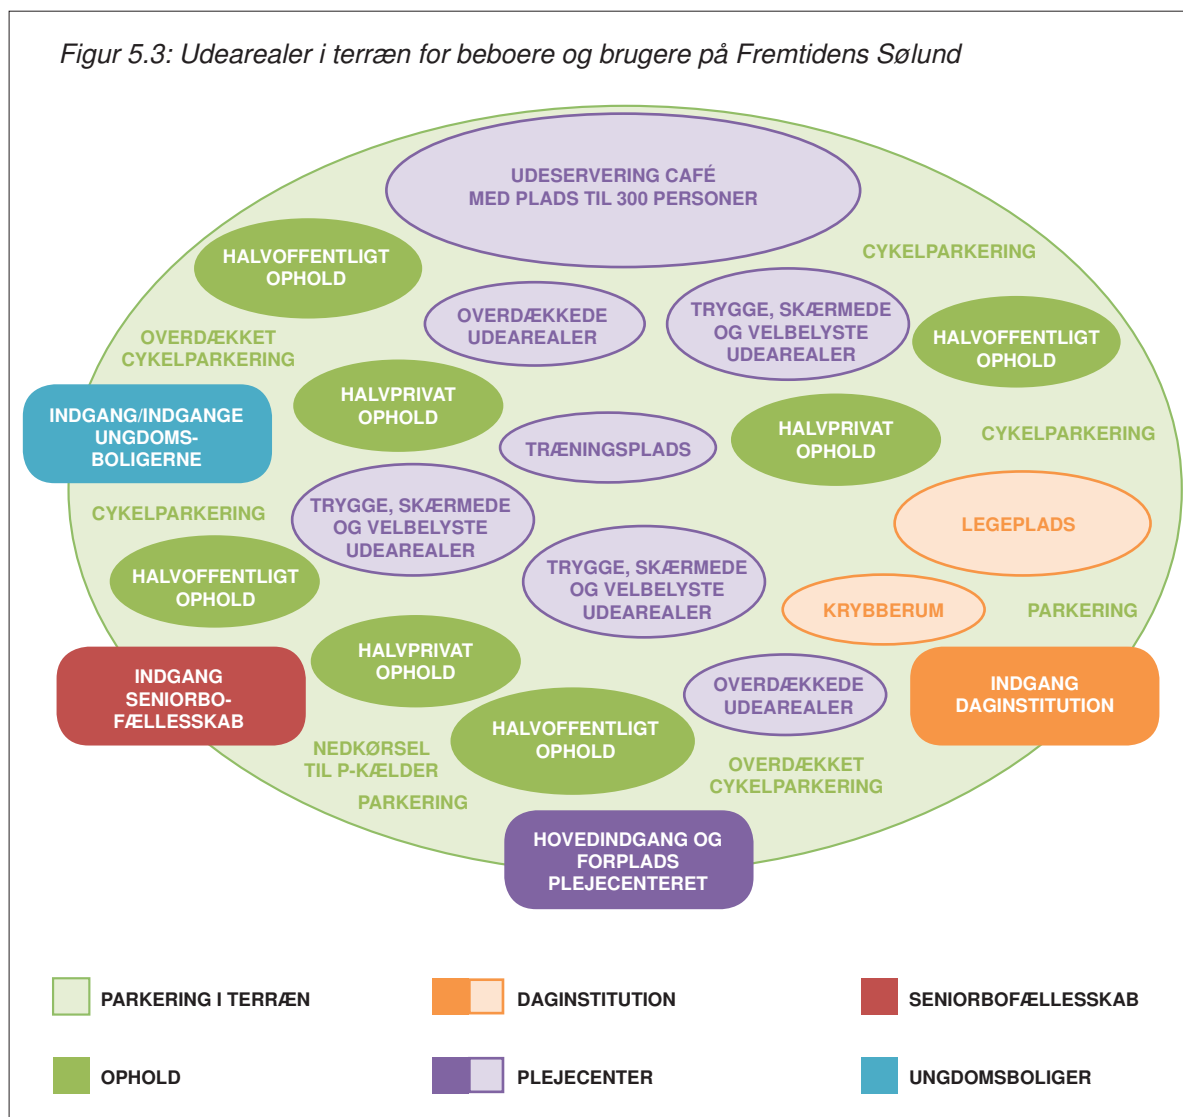 Figur 5.3: Udearealer i terræn for beboere og brugere på Fremtidens Sølund
UDESERVERING CAFÉ
MED PLADS TIL 300 PERSONER
HALVOFFENTLIGT
OPHOLD
CYKELPARKERING
OVERDÆKKEDE
UDEAREALER
TRYGGE, SKÆRMEDE
OG VELBELYSTE
UDEAREALER
HALVOFFENTLIGT
OPHOLD
OVERDÆKKET
CYKELPARKERING
HALVPRIVAT
OPHOLD
INDGANG/INDGANGE
UNGDOMS-
BOLIGERNE
TRÆNINGSPLADS
HALVPRIVAT
OPHOLD
CYKELPARKERING
CYKELPARKERING
TRYGGE, SKÆRMEDE
OG VELBELYSTE
UDEAREALER
LEGEPLADS
HALVOFFENTLIGT
OPHOLD
TRYGGE, SKÆRMEDE
OG VELBELYSTE
UDEAREALER
KRYBBERUM
PARKERING
INDGANG
SENIORBO-
FÆLLESSKAB
HALVPRIVAT
OPHOLD
OVERDÆKKEDE
UDEAREALER
INDGANG
DAGINSTITUTION
HALVOFFENTLIGT
OPHOLD
NEDKØRSEL
TIL P-KÆLDER
PARKERING
OVERDÆKKET
CYKELPARKERING
HOVEDINDGANG OG
FORPLADS
PLEJECENTERET
PARKERING I TERRÆN
DAGINSTITUTION
SENIORBOFÆLLESSKAB
OPHOLD
PLEJECENTER
UNGDOMSBOLIGER